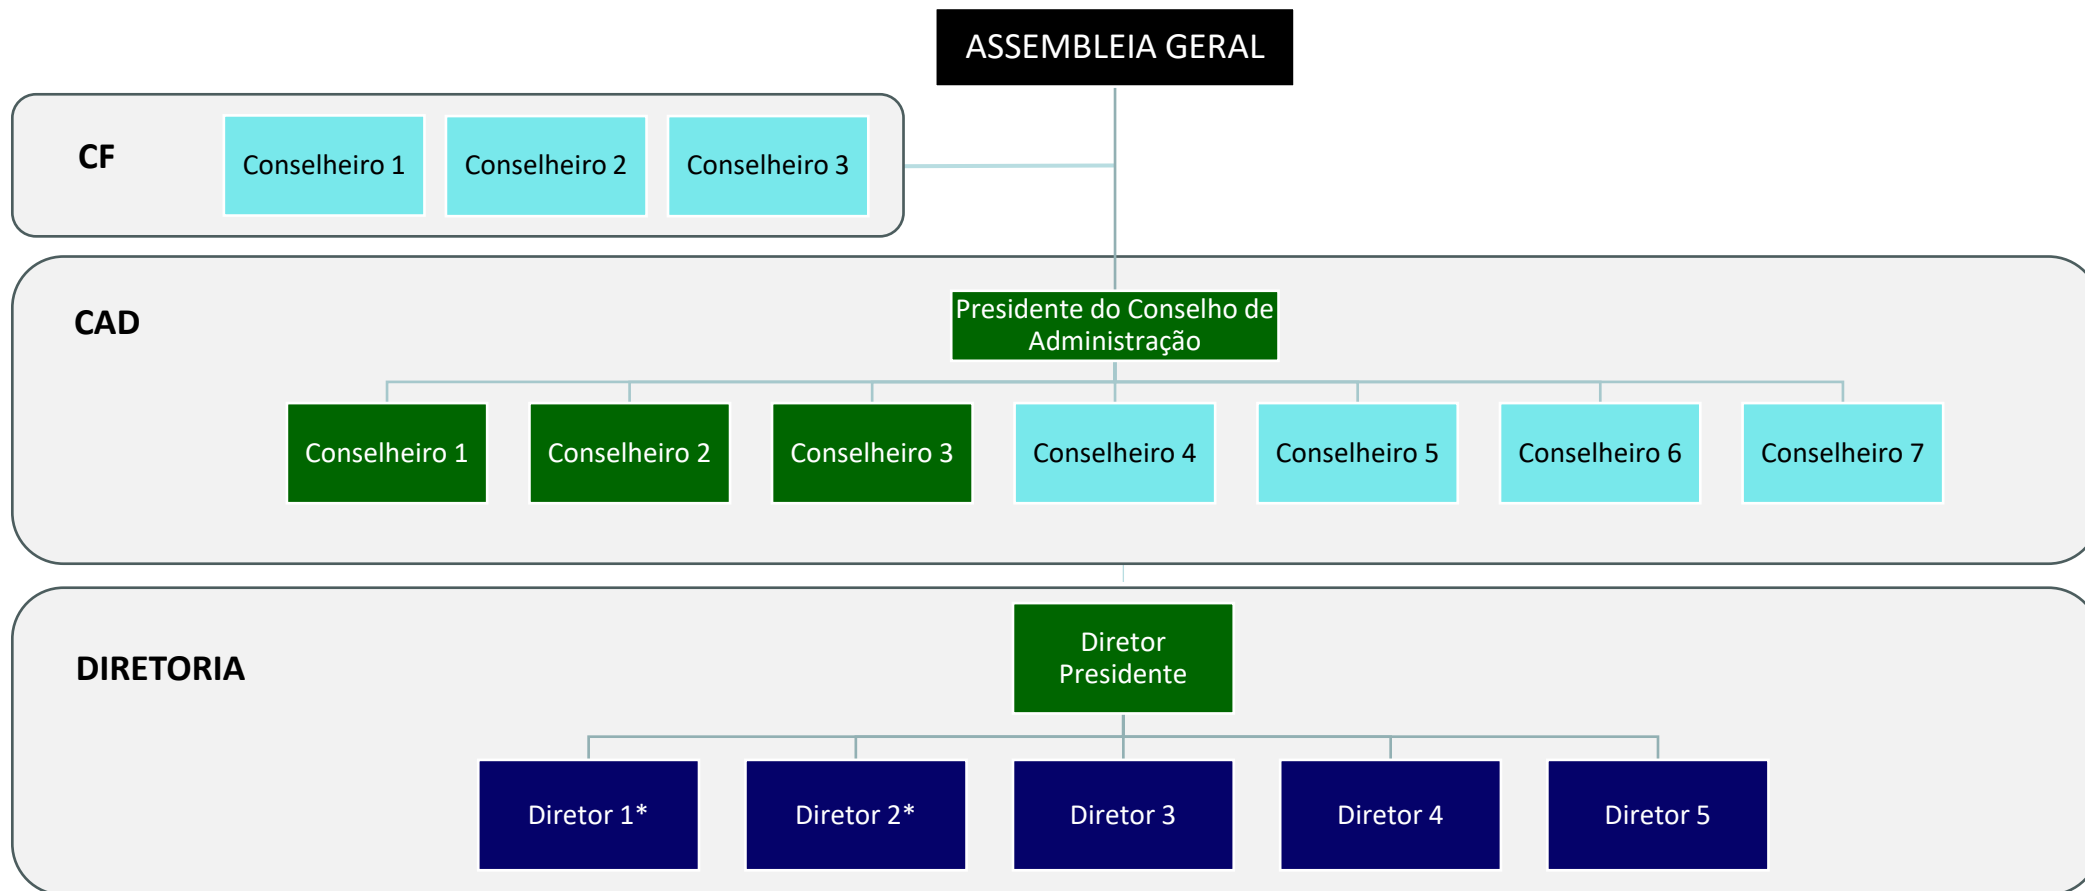 ASSEMBLEIA GERAL
CF
Conselheiro 1
Conselheiro 2
Conselheiro 3
CAD
Presidente do Conselho de
Administração
Conselheiro 1
Conselheiro 2
Conselheiro 3
Conselheiro 4
Conselheiro 5
Conselheiro 6
Conselheiro 7
DIRETORIA
Diretor
Presidente
Diretor 1*
Diretor 2*
Diretor 3
Diretor 4
Diretor 5